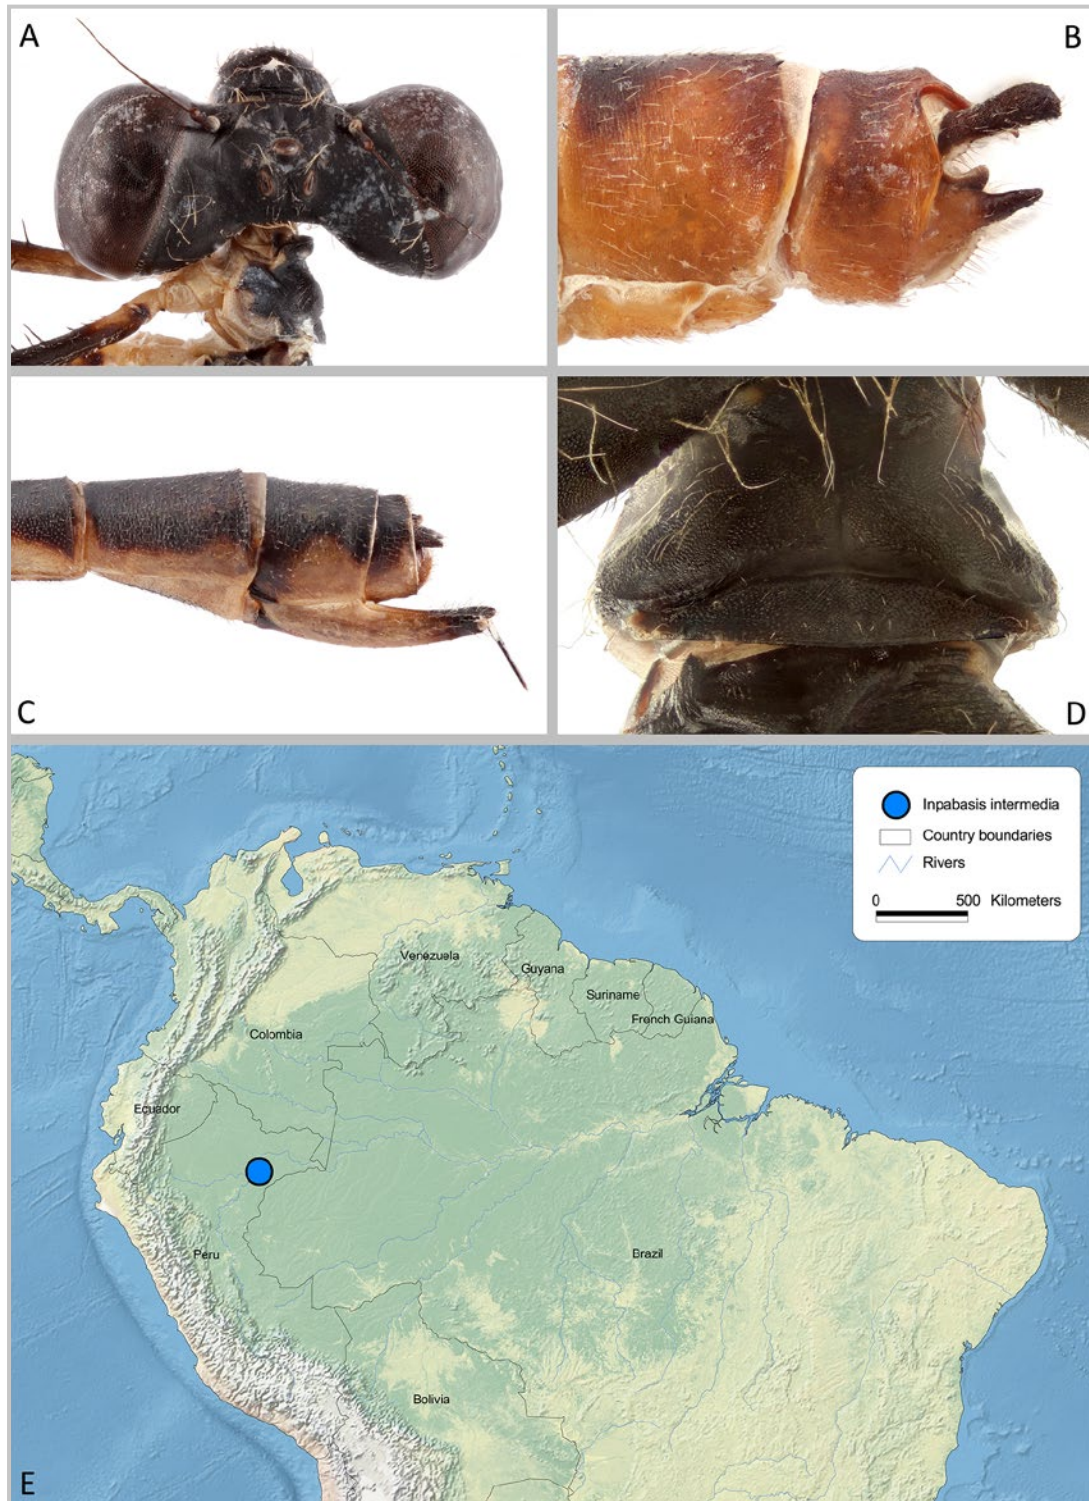 A
B
C
D
Inpabasis intermedia
Country boundaries
Rivers
0 500 Kilometers
Venezuela
Guyana
Suriname
French Guiana
Colombia
Ecuador
Peru
Brazil
Bolivia
E